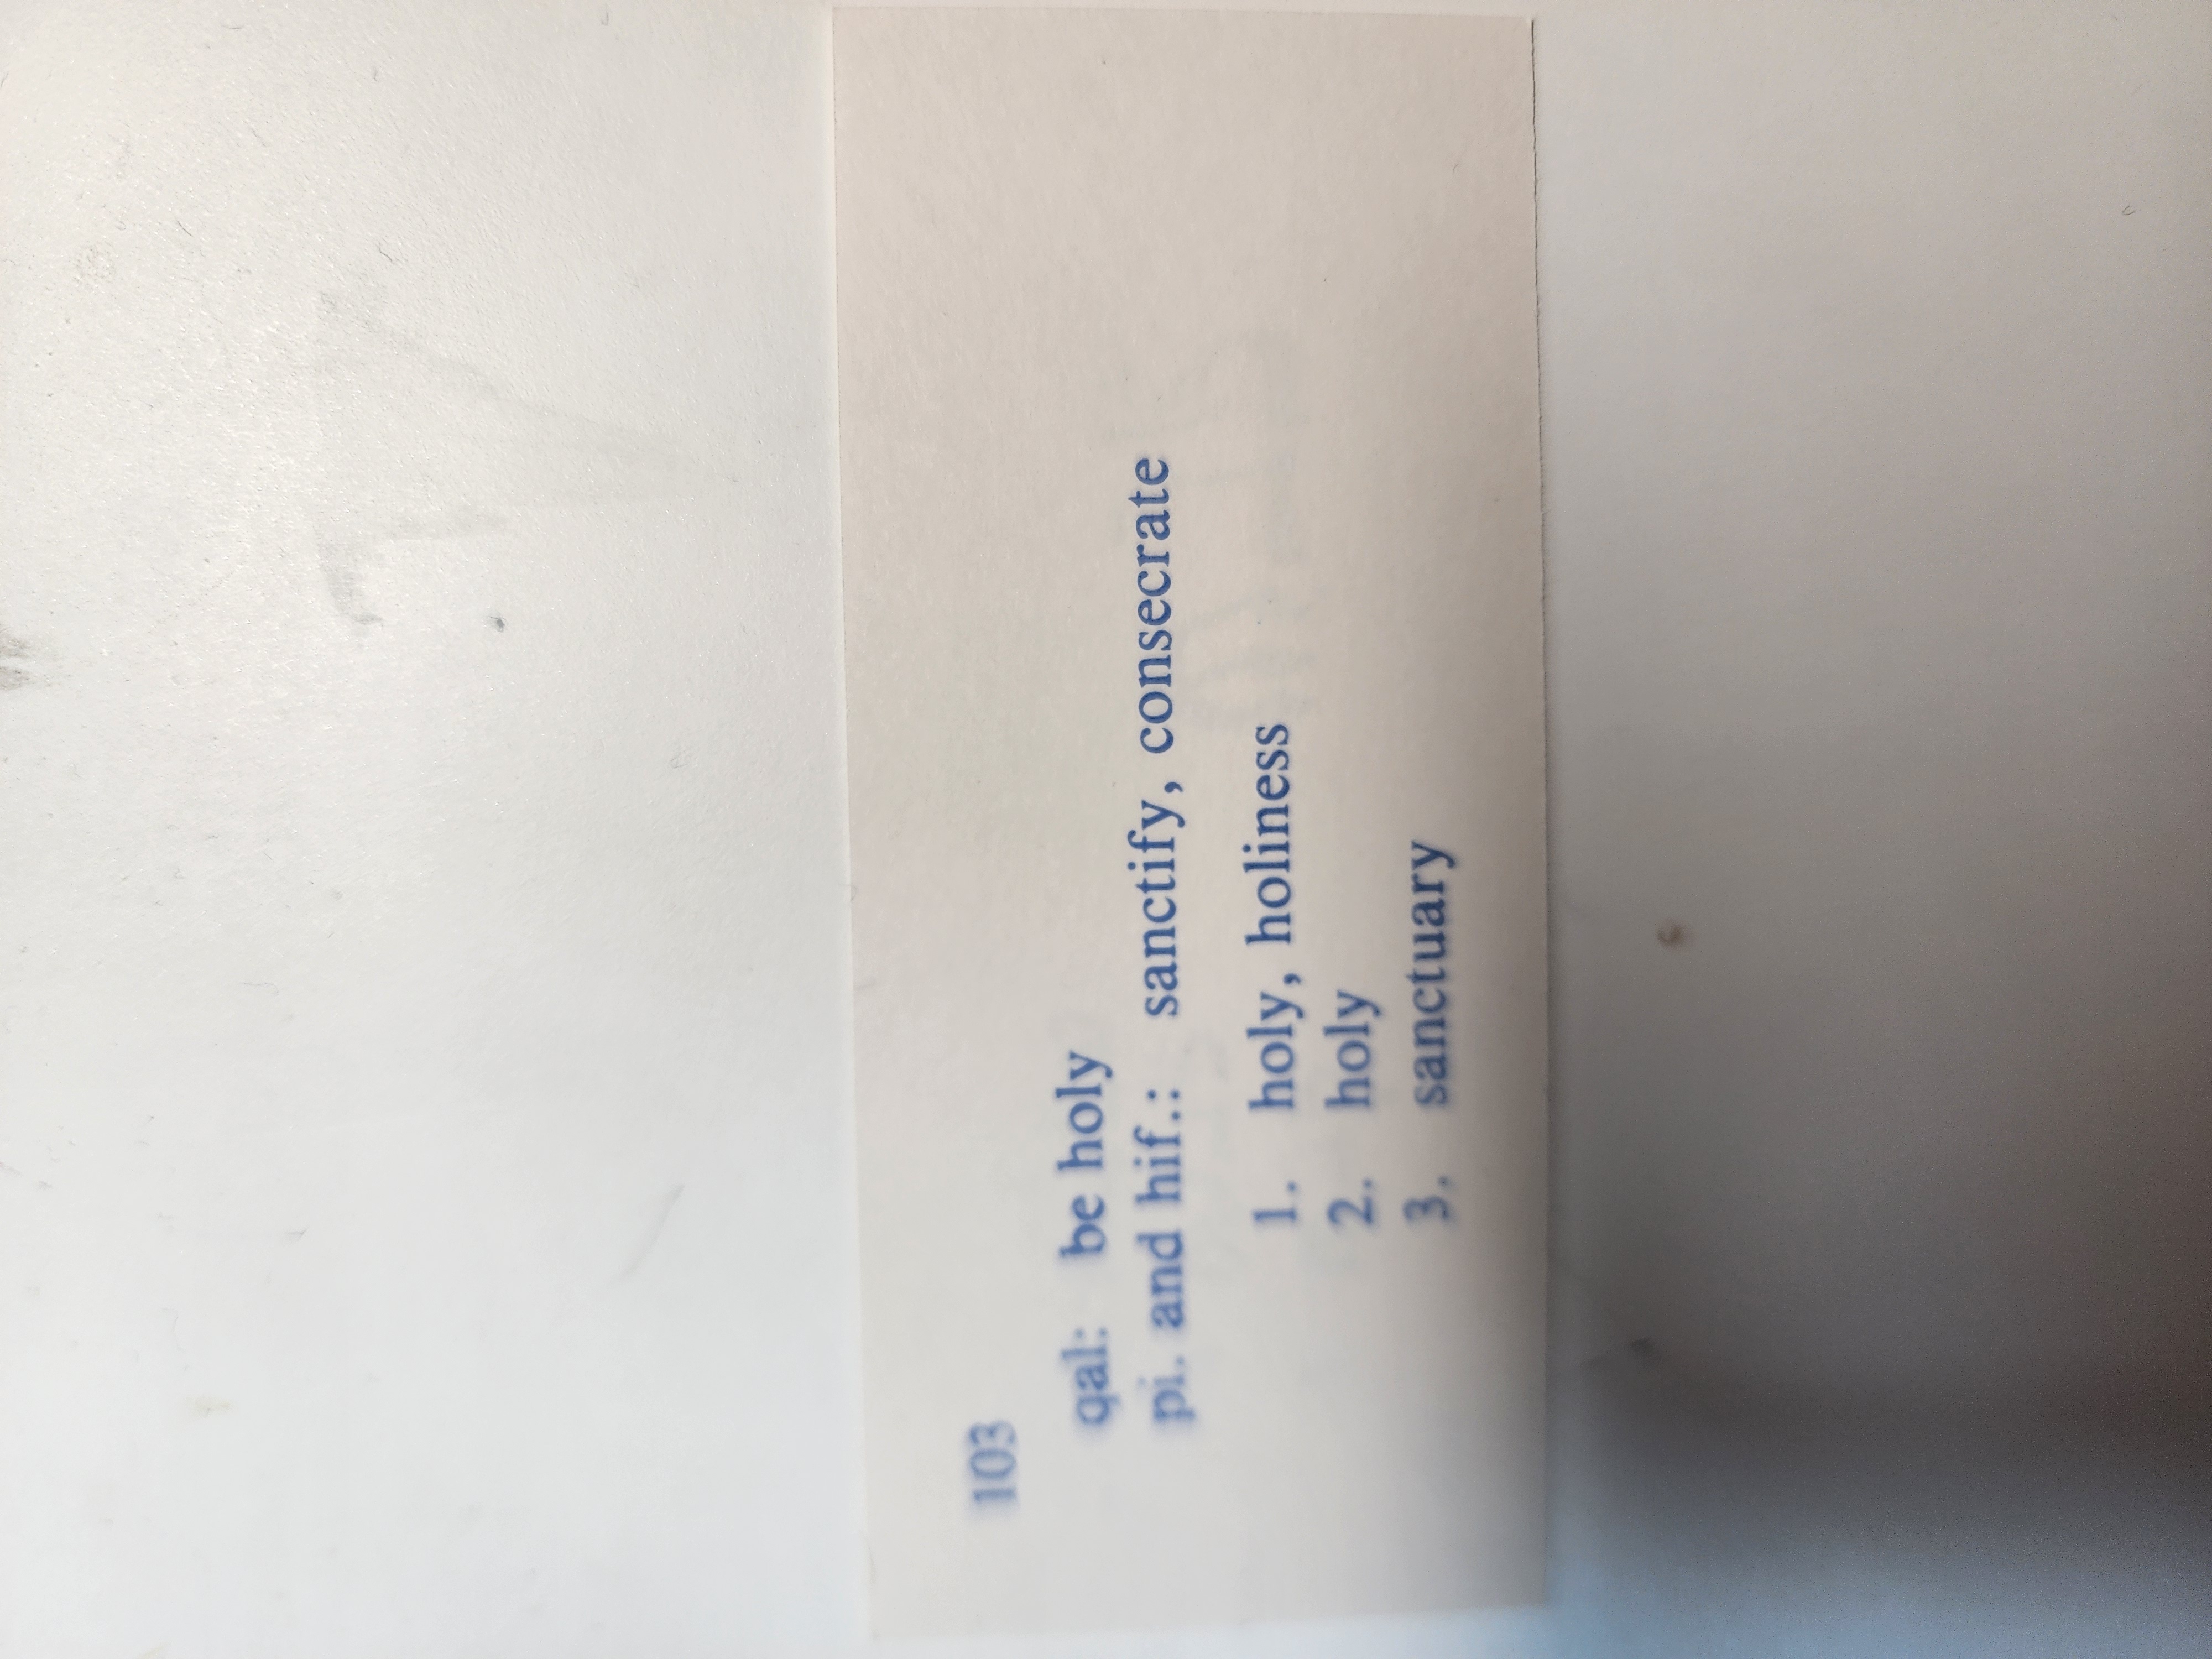 103
qal: be holy
pi. and hif.: sanctify, consecrate
1. holy, holiness
2. holy
3. sanctuary